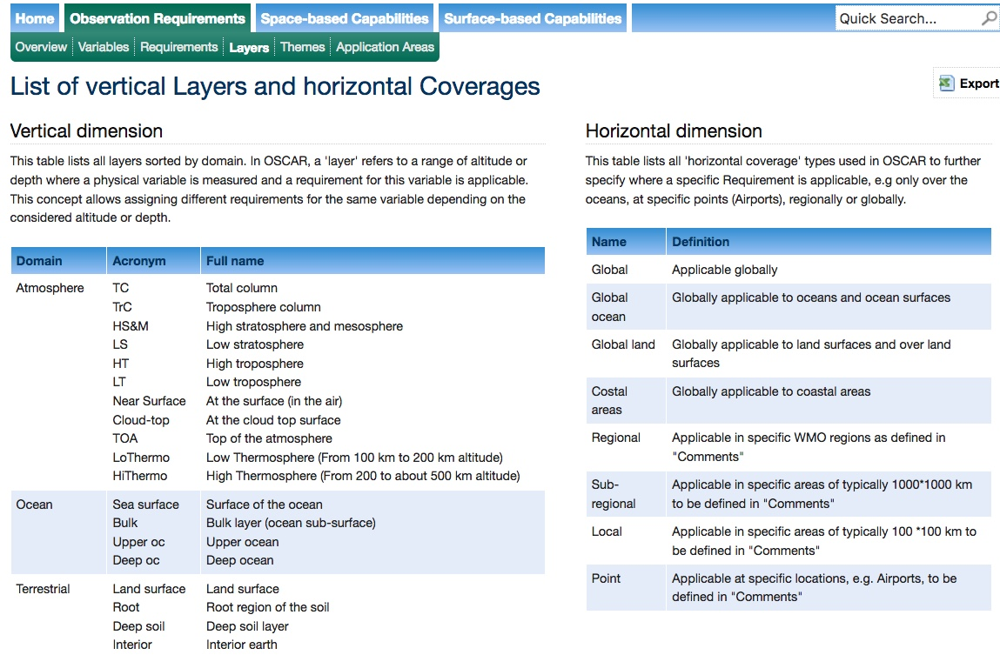 Home Observation Requirements Space-based Capabilities Surface-based Capabilities Quick Search...
Overview Variables Requirements Layers Themes Application Areas
List of vertical Layers and horizontal Coverages
Export
Vertical dimension
This table lists all layers sorted by domain. In OSCAR, a 'layer' refers to a range of altitude or
depth where a physical variable is measured and a requirement for this variable is applicable.
This concept allows assigning different requirements for the same variable depending on the
considered altitude or depth.
Domain Acronym Full name
Atmosphere TC Total column
TrC Troposphere column
HS&M High stratosphere and mesosphere
LS Low stratosphere
HT High troposphere
LT Low troposphere
Near Surface At the surface (in the air)
Cloud-top At the cloud top surface
TOA Top of the atmosphere
LoThermo Low Thermosphere (From 100 km to 200 km altitude)
HiThermo High Thermosphere (From 200 to about 500 km altitude)
Ocean Sea surface Surface of the ocean
Bulk Bulk layer (ocean sub-surface)
Upper oc Upper ocean
Deep oc Deep ocean
Terrestrial Land surface Land surface
Root Root region of the soil
Deep soil Deep soil layer
Interior Interior earth
Horizontal dimension
This table lists all 'horizontal coverage' types used in OSCAR to further
specify where a specific Requirement is applicable, e.g only over the
oceans, at specific points (Airports), regionally or globally.
Name Definition
Global Applicable globally
Global Globally applicable to oceans and ocean surfaces
ocean
Global land Globally applicable to land surfaces and over land
surfaces
Costal Globally applicable to coastal areas
areas
Regional Applicable in specific WMO regions as defined in
"Comments"
Sub- Applicable in specific areas of typically 1000*1000 km
regional to be defined in "Comments"
Local Applicable in specific areas of typically 100 *100 km to
be defined in "Comments"
Point Applicable at specific locations, e.g. Airports, to be
defined in "Comments"